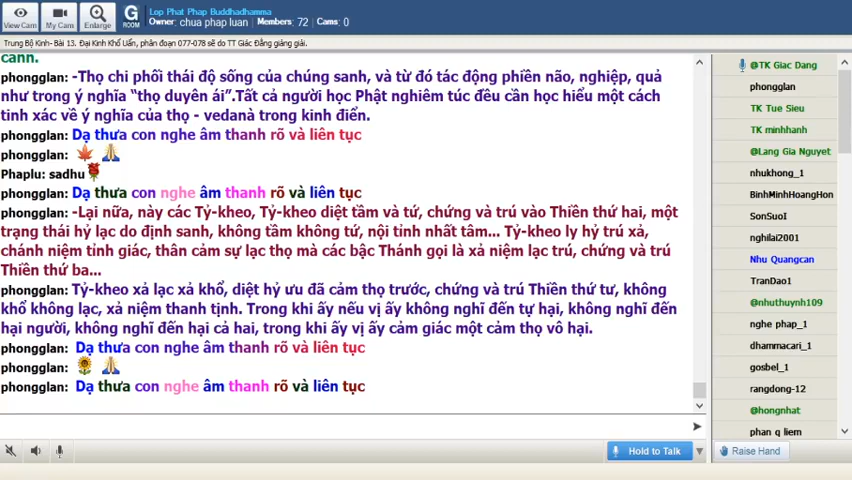 Lop Phat Phap Buddhadhamma
Owner: chua phap luan , Members: 72 , Cams: 0
View Cam
My Cam
Enlarge
G
ROOM
Trung Bộ Kinh- Bài 13. Đại Kinh Khổ Uẩn, phân đoạn 077-078 sẽ do TT Giác Đẳng giảng giải.
cảnh.
phongglan: -Thọ chi phối thái độ sống của chúng sanh, và từ đó tác động phiền não, nghiệp, quả
như trong ý nghĩa “thọ duyên ái”.Tất cả người học Phật nghiêm túc đều cần học hiểu một cách
tinh xác về ý nghĩa của thọ - vedanà trong kinh điển.
phongglan: Dạ thưa con nghe âm thanh rõ và liên tục
phongglan:
Phaplu: sadhu
phongglan: Dạ thưa con nghe âm thanh rõ và liên tục
phongglan: -Lại nữa, này các Tỷ-kheo, Tỷ-kheo diệt tầm và tứ, chứng và trú vào Thiền thứ hai, một
trạng thái hỷ lạc do định sanh, không tầm không tứ, nội tỉnh nhất tâm... Tỷ-kheo ly hỷ trú xả,
chánh niệm tỉnh giác, thân cảm sự lạc thọ mà các bậc Thánh gọi là xả niệm lạc trú, chứng và trú
Thiền thứ ba...
phongglan: Tỷ-kheo xả lạc xả khổ, diệt hỷ ưu đã cảm thọ trước, chứng và trú Thiền thứ tư, không
khổ không lạc, xả niệm thanh tịnh. Trong khi ấy nếu vị ấy không nghĩ đến tự hại, không nghĩ đến
hại người, không nghĩ đến hại cả hai, trong khi ấy vị ấy cảm giác một cảm thọ vô hại.
phongglan: Dạ thưa con nghe âm thanh rõ và liên tục
phongglan:
phongglan: Dạ thưa con nghe âm thanh rõ và liên tục
@TK Giac Dang
phongglan
TK Tue Sieu
TK minhhanh
@Lang Gia Nguyet
nhukhong_1
BinhMinhHoangHon
SonSuoI
nghilai2001
Nhu Quangcan
TranDao1
@nhuthuynh109
nghe phap_1
dhammacari_1
gosbel_1
rangdong-12
@hongnhat
phan q liem
Hold to Talk
Raise Hand